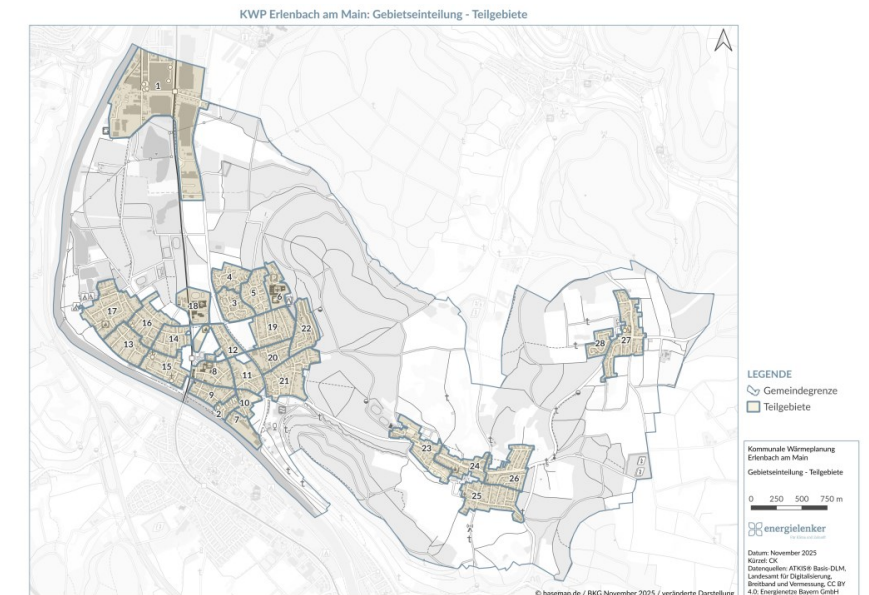 KWP Erlenbach am Main: Gebietseinteilung - Teilgebiete
1
4
5
6
3
18
17
16
19
22
13
14
12
20
15
8
11
21
9
10
2
7
28
27
23
24
26
25
LEGENDE
Gemeindegrenze
Teilgebiete
Kommunale Wärmeplanung
Erlenbach am Main
Gebietseinteilung - Teilgebiete
0 250 500 750 m
energielenker
Datum: November 2025
Kürzel: CK
Datenquellen: ATKIS® Basis-DLM,
Landesamt für Digitalisierung,
Breitband und Vermessung, CC BY
4.0; Energienetze Bayern GmbH
© basemap.de / BKG November 2025 / veränderte Darstellung